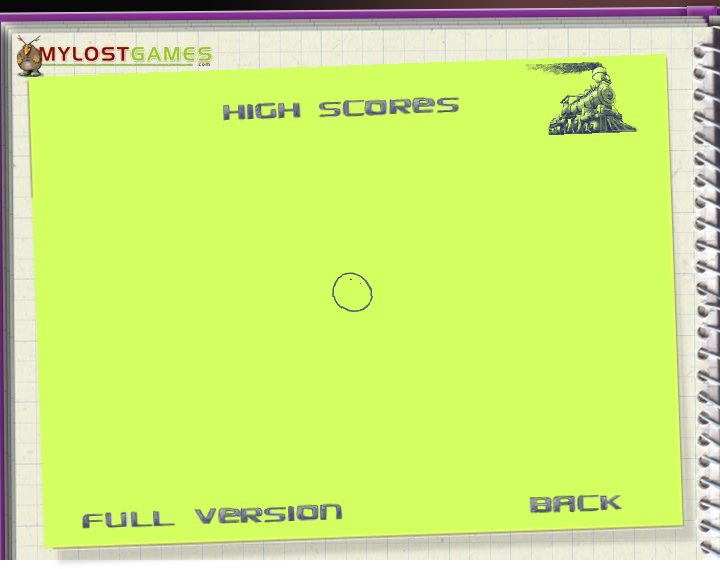 MYLOSTGAMES
.com
HIGH SCORES
FULL VERSION
BACK